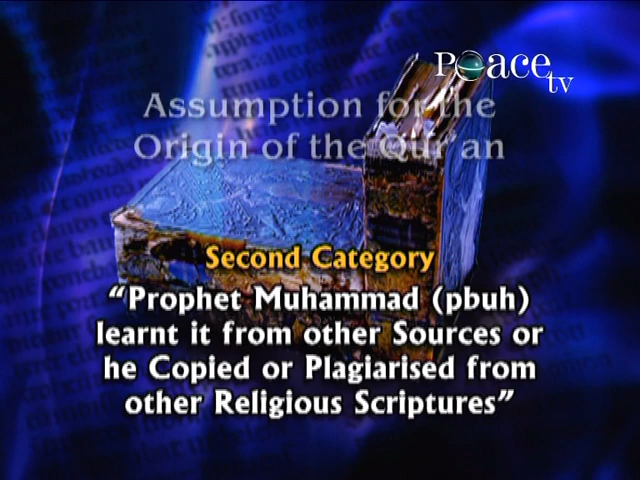 Peace tv
Assumption for the
Origin of the Qur'an
Second Category
“Prophet Muhammad (pbuh)
learnt it from other Sources or
he Copied or Plagiarised from
other Religious Scriptures”